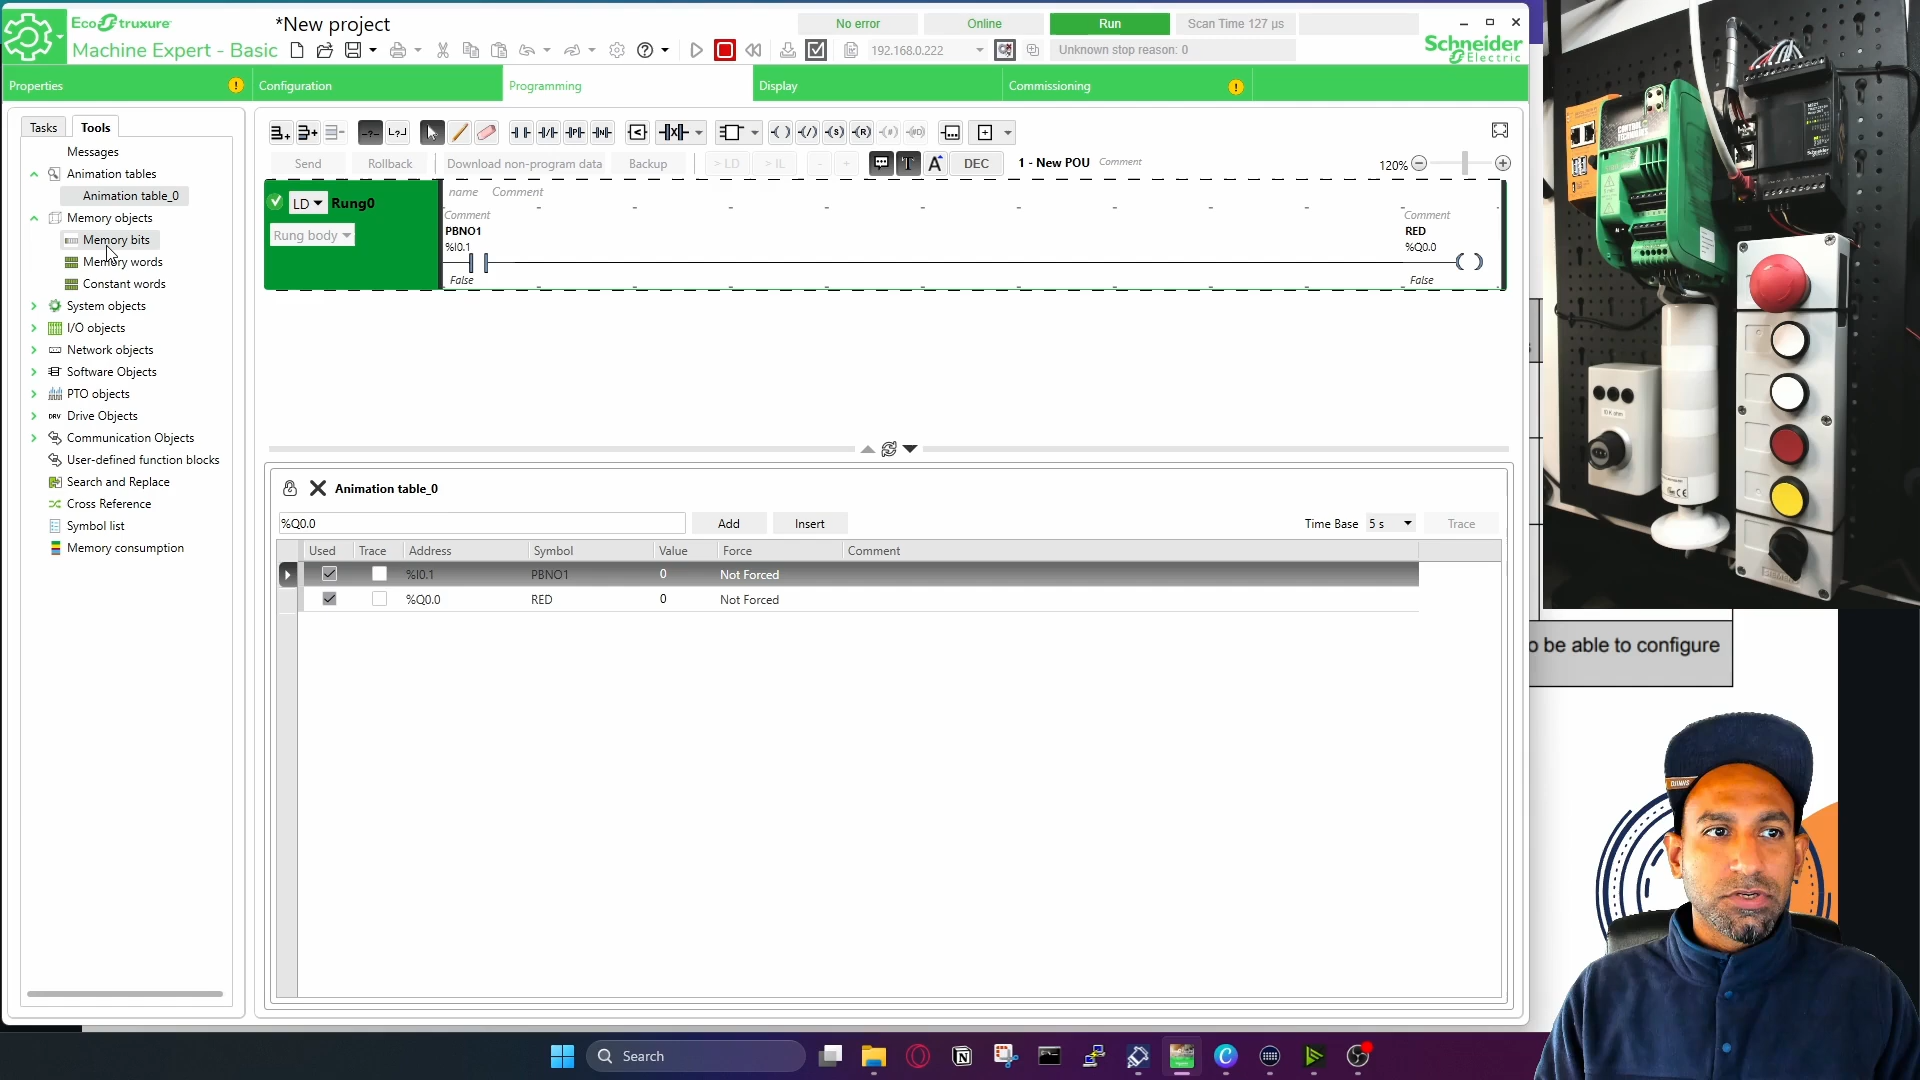 EcoStruxure
Machine Expert - Basic
*New project
No error
Online
Run
Scan Time 127 µs
192.168.0.222
Unknown stop reason: 0
Schneider
Electric
Properties
Configuration
Programming
Display
Commissioning
Tasks
Tools
Messages
Animation tables
Animation table_0
Memory objects
Memory bits
Memory words
Constant words
System objects
I/O objects
Network objects
Software Objects
PTO objects
DRV Drive Objects
Communication Objects
User-defined function blocks
Search and Replace
Cross Reference
Symbol list
Memory consumption
Send
Rollback
Download non-program data
Backup
> LD
> IL
-
+
DEC
1 - New POU
Comment
120%
LD
Rung0
Rung body
name
Comment
Comment
PBNO1
%I0.1
False
Comment
RED
%Q0.0
False
Animation table_0
%Q0.0
Add
Insert
Time Base
5 s
Trace
Used
Trace
Address
Symbol
Value
Force
Comment
%I0.1
PBNO1
0
Not Forced
%Q0.0
RED
0
Not Forced
o be able to configure
Search